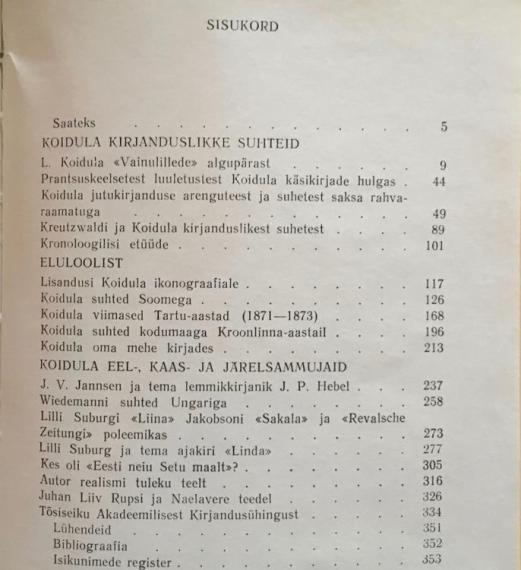 SISUKORD
Saateks . . . . . . . . . . 5
KOIDULA KIRJANDUSLIKKE SUHTEID
L. Koidula «Vainulillede» algupärast . . . . . 9
Prantsuskeelsetest luuletustest Koidula käsikirjade hulgas . 44
Koidula jutukirjanduse arenguteest ja suhetest saksa rahva-
raamatuga . . . . . . . . . 49
Kreutzwaldi ja Koidula kirjanduslikest suhetest . . . 89
Kronoloogilisi etüüde . . . . . . . . 101
ELULOOLIST
Lisandusi Koidula ikonograafiale . . . . . . 117
Koidula suhted Soomega . . . . . . . . 126
Koidula viimased Tartu-aastad (1871—1873) . . . . 168
Koidula suhted kodumaaga Kroonlinna-aastail . . . . 196
Koidula oma mehe kirjades . . . . . . . 213
KOIDULA EEL-, KAAS- JA JÄRELSAMMUJAID
J. V. Jannsen ja tema lemmikkirjanik J. P. Hebel . . . 237
Wiedemanni suhted Ungariga . . . . . . 258
Lilli Suburgi «Liina» Jakobsoni «Sakala» ja «Revalsche
Zeitungi» poleemikas . . . . . . . . 273
Lilli Suburg ja tema ajakiri «Linda» . . . . . 277
Kes oli «Eesti neiu Setu maalt»? . . . . . . 305
Autor realismi tuleku teelt . . . . . . . 316
Juhan Liiv Rupsi ja Naelavere teedel . . . . . 326
Tõsiseiku Akadeemilisest Kirjandusühingust . . . . 334
Lühendeid . . . . . . . . . 351
Bibliograafia . . . . . . . . . 352
Isikunimede register . . . . . . . . 353